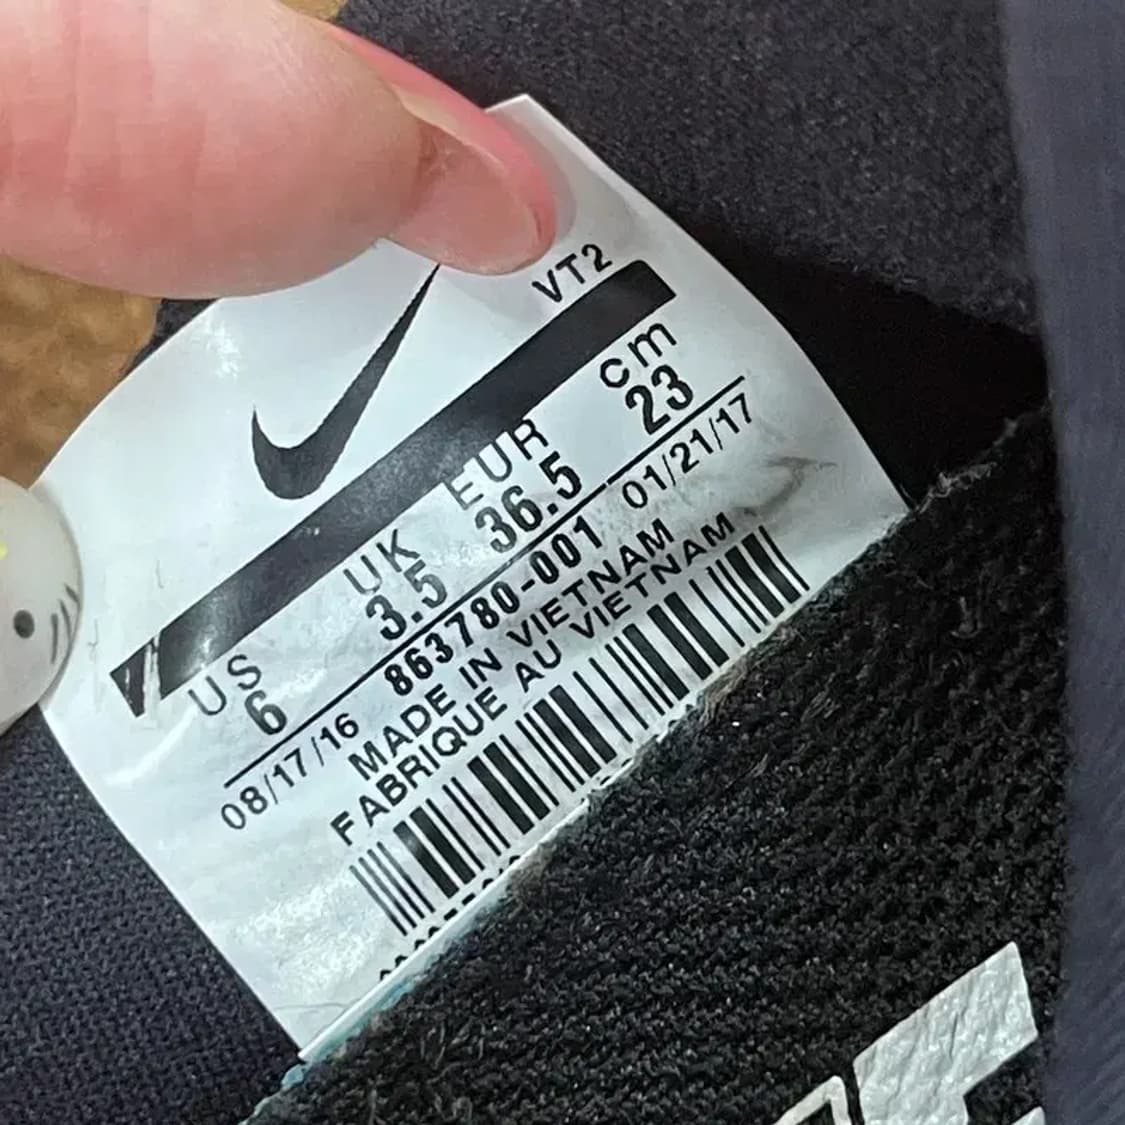 VT2
US UK EUR cm
6 3.5 36.5 23
08/17/16 863780-001 01/21/17
MADE IN VIETNAM
FABRIQUE AU VIETNAM